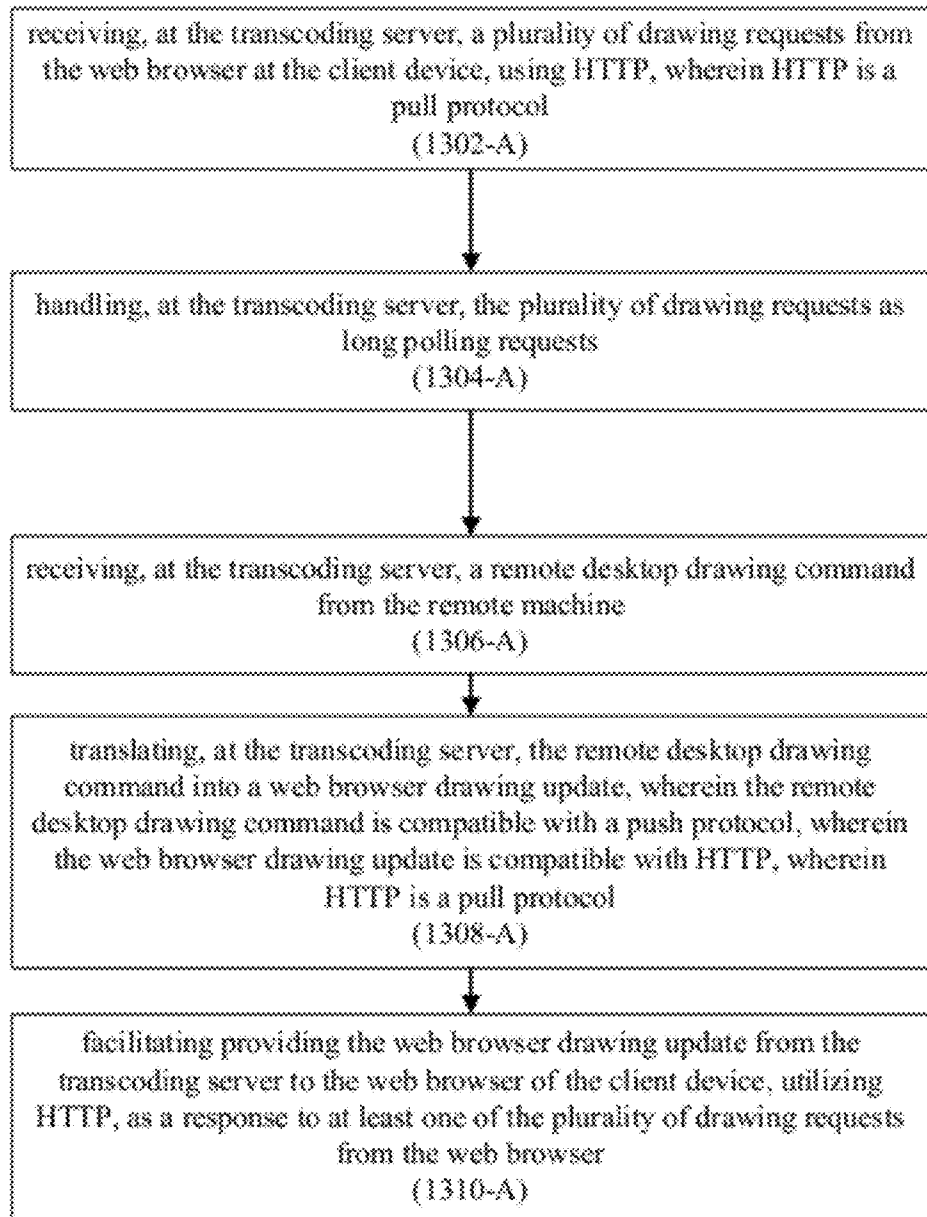 receiving, at the transcoding server, a plurality of drawing requests from
the web browser at the client device, using HTTP, wherein HTTP is a
pull protocol
(1302-A)
handling, at the transcoding server, the plurality of drawing requests as
long polling requests
(1304-A)
receiving, at the transcoding server, a remote desktop drawing command
from the remote machine
(1306-A)
translating, at the transcoding server, the remote desktop drawing
command into a web browser drawing update, wherein the remote
desktop drawing command is compatible with a push protocol, wherein
the web browser drawing update is compatible with HTTP, wherein
HTTP is a pull protocol
(1308-A)
facilitating providing the web browser drawing update from the
transcoding server to the web browser of the client device, utilizing
HTTP, as a response to at least one of the plurality of drawing requests
from the web browser
(1310-A)